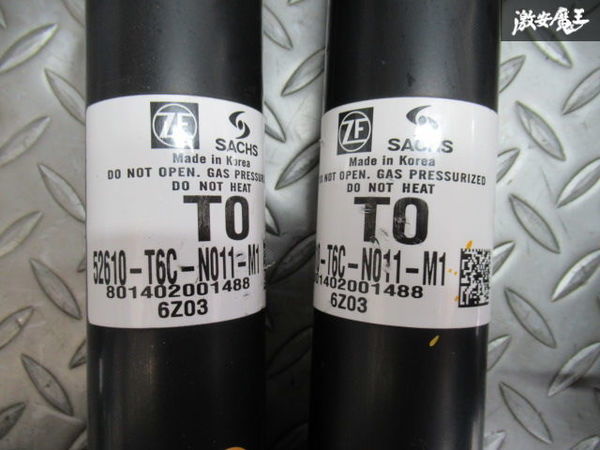 激安魔王
ZF SACHS
Made in Korea
DO NOT OPEN. GAS PRESSURIZED
DO NOT HEAT
TO
52610-T6C-N011-M1
801402001488
6Z03
ZF SACHS
Made in Korea
DO NOT OPEN. GAS PRESSURIZED
DO NOT HEAT
TO
-T6C-N011-M1
801402001488
6Z03